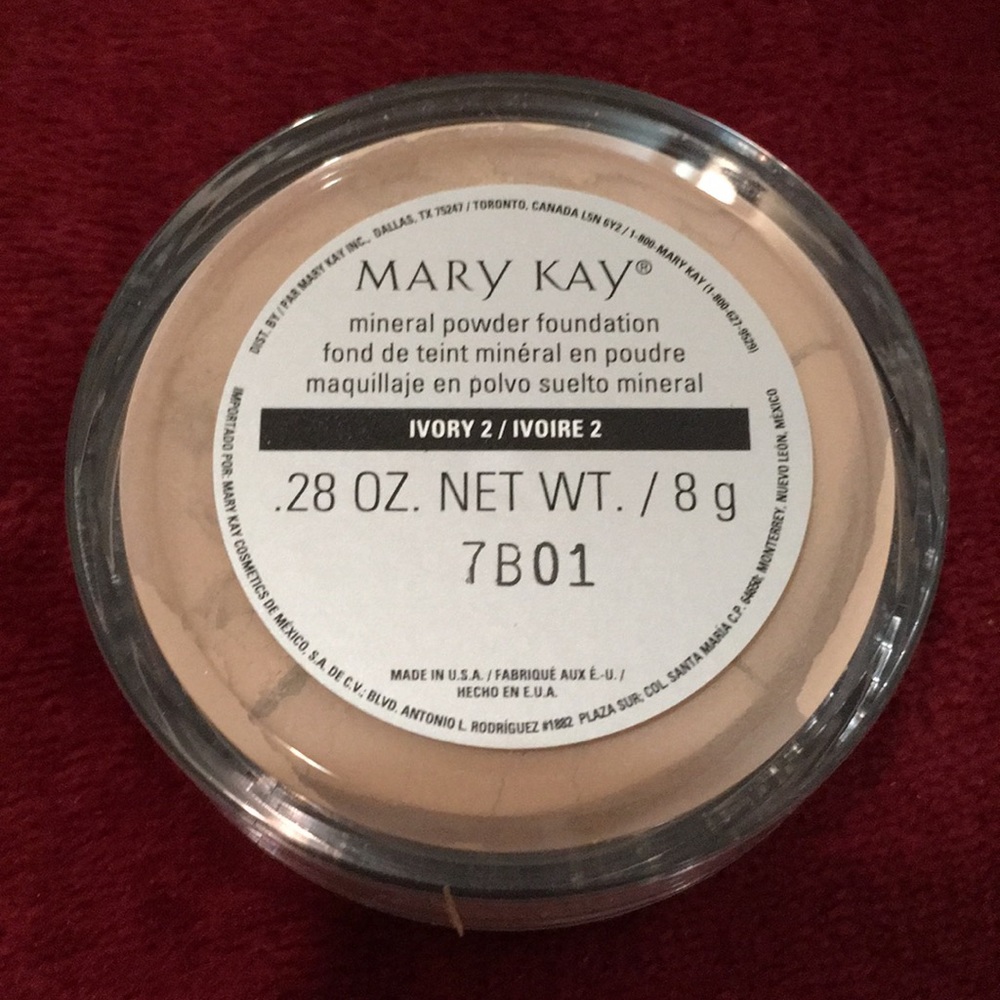 DIST. BY / PAR MARY KAY INC., DALLAS, TX 75247 / TORONTO, CANADA L5N 6Y2 / 1-800-MARY KAY (1-800-627-9529)
MARY KAY®
mineral powder foundation
fond de teint minéral en poudre
maquillaje en polvo suelto mineral
IVORY 2 / IVOIRE 2
.28 OZ. NET WT. / 8 g
7B01
MADE IN U.S.A. / FABRIQUÉ AUX É.-U. /
HECHO EN E.U.A.
IMPORTADO POR: MARY KAY COSMETICS DE MÉXICO, S.A. DE C.V.; BLVD. ANTONIO L. RODRÍGUEZ #1882 PLAZA SUR; COL. SANTA MARÍA C.P. 64650; MONTERREY, NUEVO LEÓN, MÉXICO